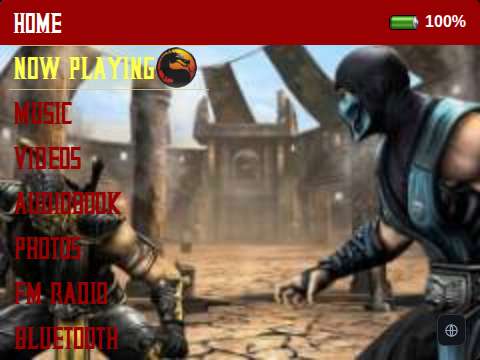 HOME
100%
NOW PLAYING
MUSIC
VIDEOS
AUDIOBOOK
PHOTOS
FM RADIO
BLUETOOTH